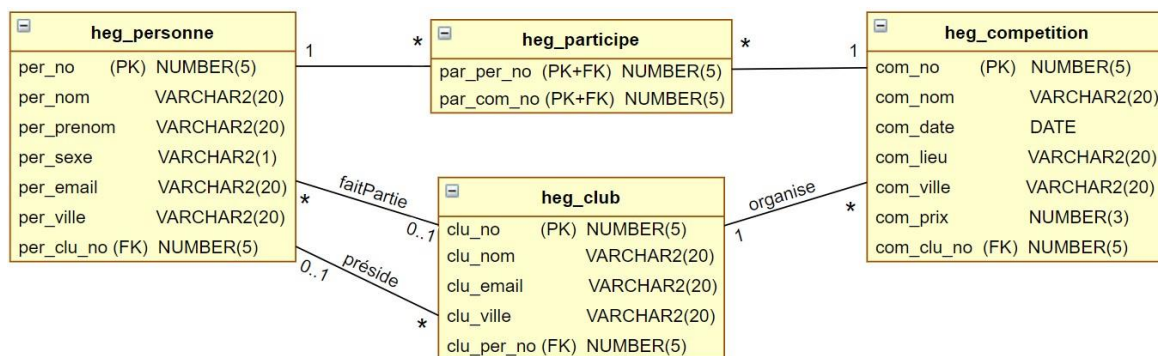 heg_personne
per_no (PK) NUMBER(5)
per_nom VARCHAR2(20)
per_prenom VARCHAR2(20)
per_sexe VARCHAR2(1)
per_email VARCHAR2(20)
per_ville VARCHAR2(20)
per_clu_no (FK) NUMBER(5)
1
*
heg_participe
par_per_no (PK+FK) NUMBER(5)
par_com_no (PK+FK) NUMBER(5)
*
1
heg_competition
com_no (PK) NUMBER(5)
com_nom VARCHAR2(20)
com_date DATE
com_lieu VARCHAR2(20)
com_ville VARCHAR2(20)
com_prix NUMBER(3)
com_clu_no (FK) NUMBER(5)
*
faitPartie
0..1
0..1
préside
*
heg_club
clu_no (PK) NUMBER(5)
clu_nom VARCHAR2(20)
clu_email VARCHAR2(20)
clu_ville VARCHAR2(20)
clu_per_no (FK) NUMBER(5)
1
organise
*